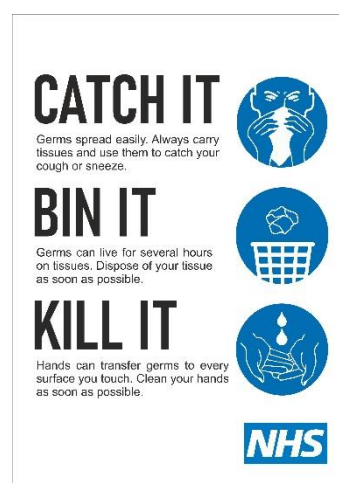 CATCH IT
Germs spread easily. Always carry
tissues and use them to catch your
cough or sneeze.
BIN IT
Germs can live for several hours
on tissues. Dispose of your tissue
as soon as possible.
KILL IT
Hands can transfer germs to every
surface you touch. Clean your hands
as soon as possible.
NHS